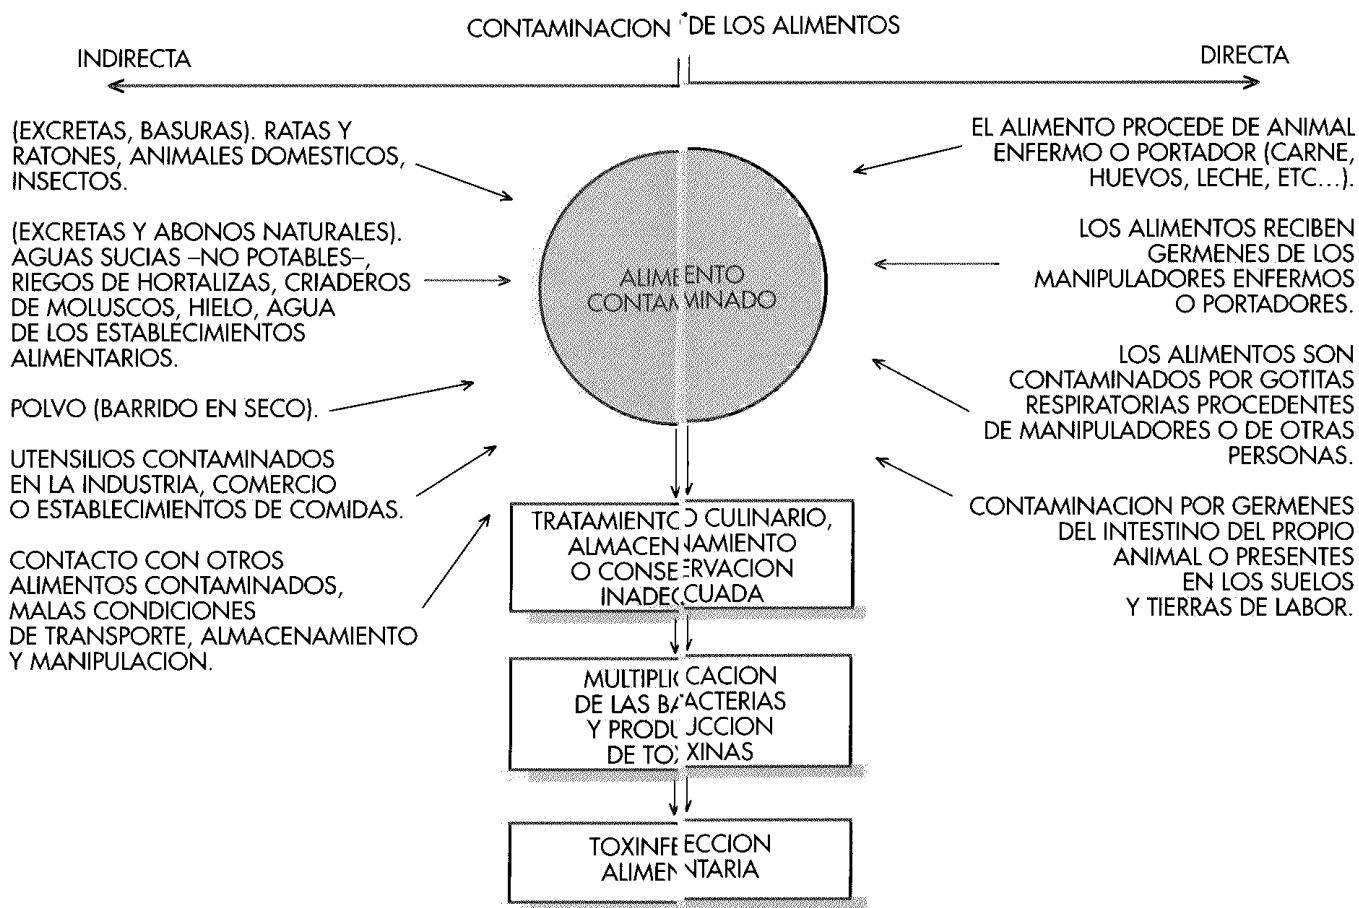 CONTAMINACION DE LOS ALIMENTOS
INDIRECTA
DIRECTA
(EXCRETAS, BASURAS). RATAS Y
RATONES, ANIMALES DOMESTICOS,
INSECTOS.
(EXCRETAS Y ABONOS NATURALES).
AGUAS SUCIAS –NO POTABLES–,
RIEGOS DE HORTALIZAS, CRIADEROS
DE MOLUSCOS, HIELO, AGUA
DE LOS ESTABLECIMIENTOS
ALIMENTARIOS.
POLVO (BARRIDO EN SECO).
UTENSILIOS CONTAMINADOS
EN LA INDUSTRIA, COMERCIO
O ESTABLECIMIENTOS DE COMIDAS.
CONTACTO CON OTROS
ALIMENTOS CONTAMINADOS,
MALAS CONDICIONES
DE TRANSPORTE, ALMACENAMIENTO
Y MANIPULACION.
ALIMENTO
CONTAMINADO
TRATAMIENTO CULINARIO,
ALMACENAMIENTO
O CONSERVACION
INADECUADA
MULTIPLICACION
DE LAS BACTERIAS
Y PRODUCCION
DE TOXINAS
TOXINFECCION
ALIMENTARIA
EL ALIMENTO PROCEDE DE ANIMAL
ENFERMO O PORTADOR (CARNE,
HUEVOS, LECHE, ETC...).
LOS ALIMENTOS RECIBEN
GERMENES DE LOS
MANIPULADORES ENFERMOS
O PORTADORES.
LOS ALIMENTOS SON
CONTAMINADOS POR GOTITAS
RESPIRATORIAS PROCEDENTES
DE MANIPULADORES O DE OTRAS
PERSONAS.
CONTAMINACION POR GERMENES
DEL INTESTINO DEL PROPIO
ANIMAL O PRESENTES
EN LOS SUELOS
Y TIERRAS DE LABOR.